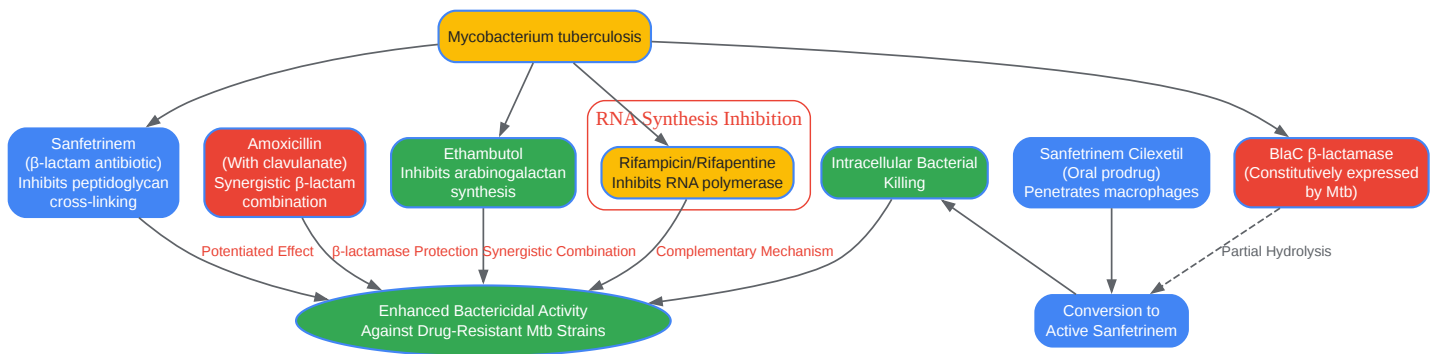 Mycobacterium tuberculosis
RNA Synthesis Inhibition
Sanfetrinem
(β-lactam antibiotic)
Inhibits peptidoglycan
cross-linking
Amoxicillin
(With clavulanate)
Synergistic β-lactam
combination
Ethambutol
Inhibits arabinogalactan
synthesis
Rifampicin/Rifapentine
Inhibits RNA polymerase
Intracellular Bacterial
Killing
Sanfetrinem Cilexetil
(Oral prodrug)
Penetrates macrophages
BlaC β-lactamase
(Constitutively expressed
by Mtb)
Potentiated Effect
β-lactamase Protection
Synergistic Combination
Complementary Mechanism
Partial Hydrolysis
Enhanced Bactericidal Activity
Against Drug-Resistant Mtb Strains
Conversion to
Active Sanfetrinem